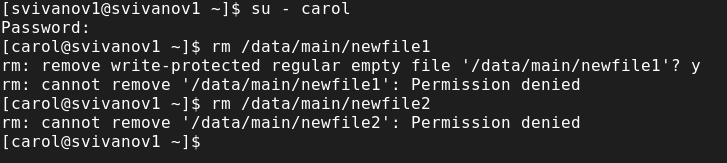 [svivanov1@svivanov1 ~]$ su - carol
Password:
[carol@svivanov1 ~]$ rm /data/main/newfile1
rm: remove write-protected regular empty file '/data/main/newfile1'? y
rm: cannot remove '/data/main/newfile1': Permission denied
[carol@svivanov1 ~]$ rm /data/main/newfile2
rm: cannot remove '/data/main/newfile2': Permission denied
[carol@svivanov1 ~]$